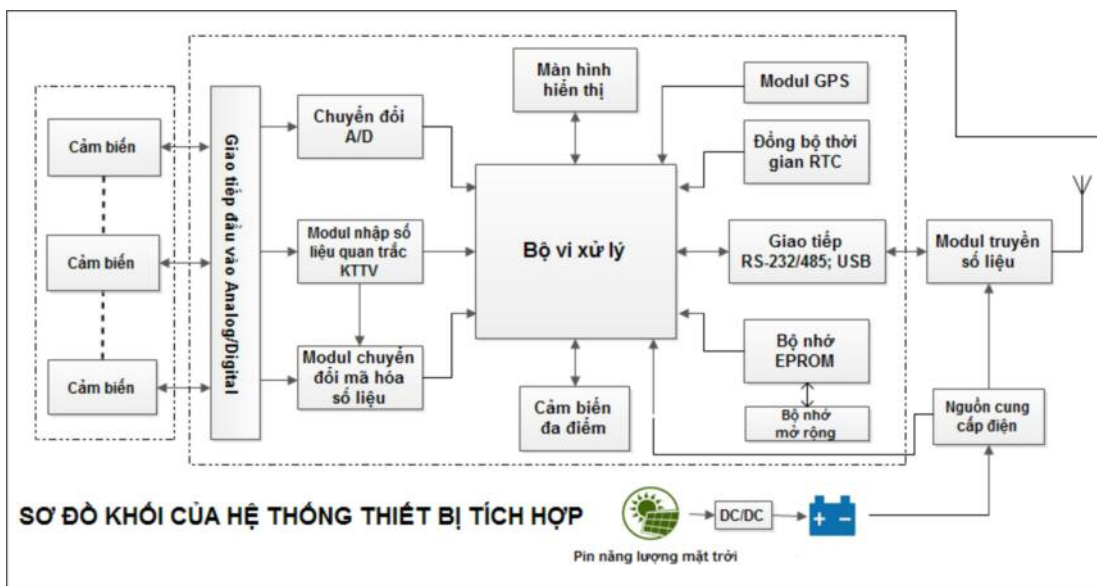 Cảm biến
Cảm biến
Cảm biến
Giao tiếp đầu vào Analog/Digital
Chuyển đổi
A/D
Modul nhập số
liệu quan trắc
KTTV
Modul chuyển
đổi mã hóa
số liệu
Màn hình
hiển thị
Bộ vi xử lý
Cảm biến
đa điểm
Modul GPS
Đồng bộ thời
gian RTC
Giao tiếp
RS-232/485; USB
Bộ nhớ
EPROM
Bộ nhớ
mở rộng
Modul truyền
số liệu
Nguồn cung
cấp điện
SƠ ĐỒ KHỐI CỦA HỆ THỐNG THIẾT BỊ TÍCH HỢP
DC/DC
Pin năng lượng mặt trời